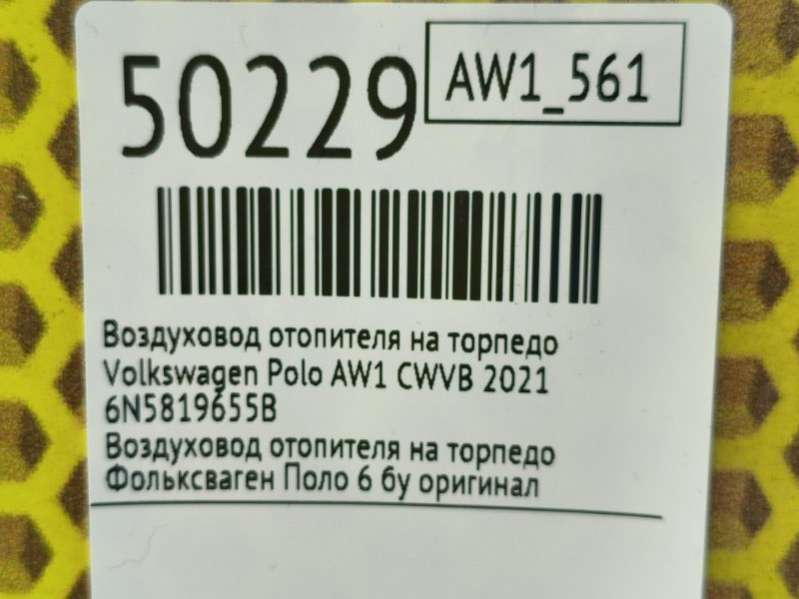 50229
AW1_561
Воздуховод отопителя на торпедо
Volkswagen Polo AW1 CWVB 2021
6N5819655B
Воздуховод отопителя на торпедо
Фольксваген Поло 6 бу оригинал